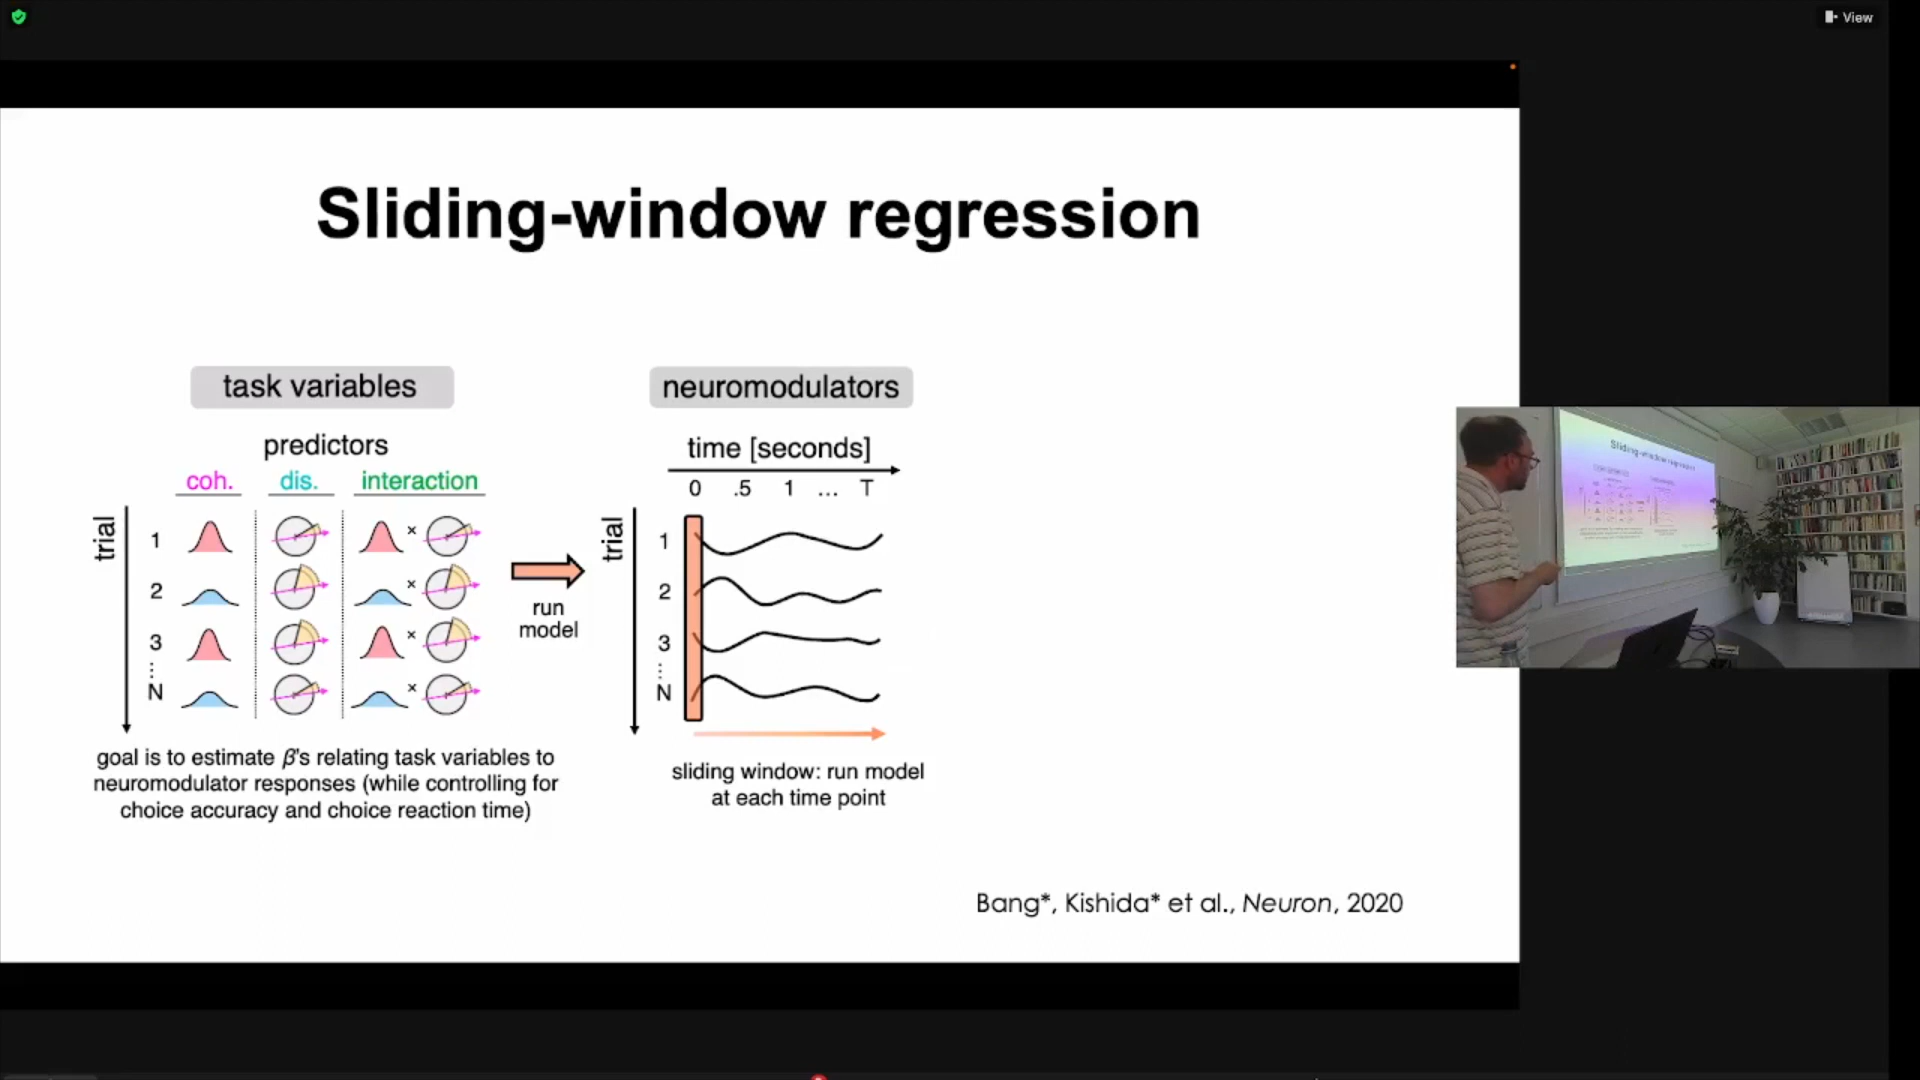 View
Sliding-window regression
task variables
predictors
coh. dis. interaction
trial
1 × 
2 ×
3 ×
⋮
N ×
run
model
goal is to estimate β's relating task variables to
neuromodulator responses (while controlling for
choice accuracy and choice reaction time)
neuromodulators
time [seconds]
0 .5 1 ... T
trial
1
2
3
⋮
N
sliding window: run model
at each time point
Bang*, Kishida* et al., Neuron, 2020
Sliding-window regression